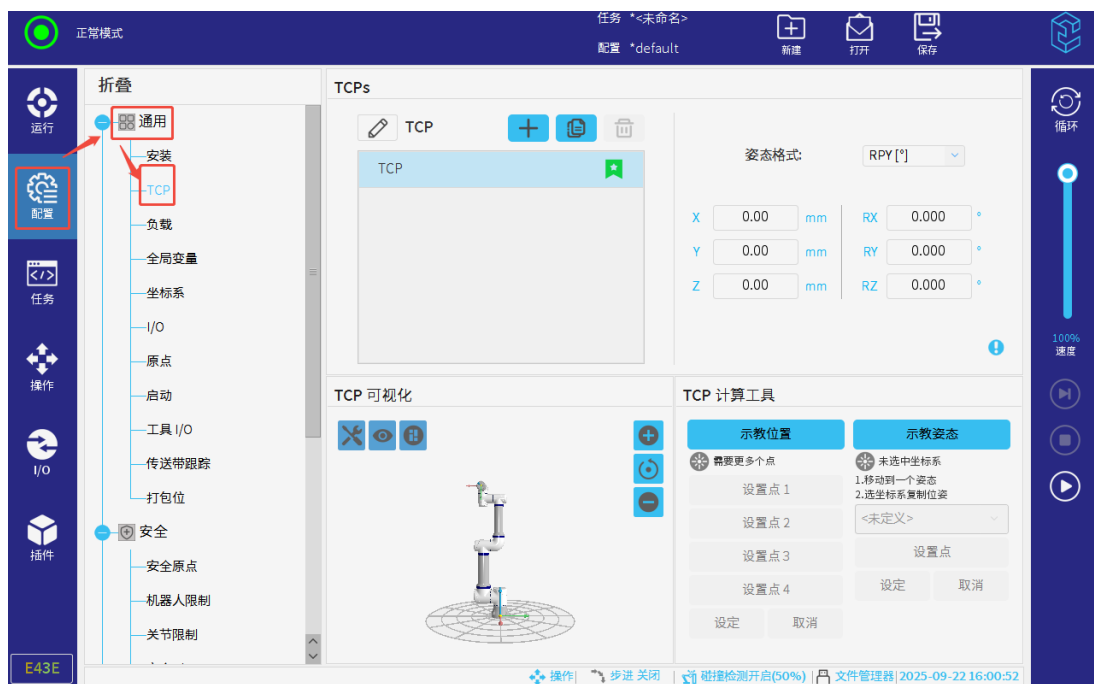 正常模式
任务 *<未命名>
配置 *default
新建
打开
保存
运行
配置
任务
操作
I/O
插件
E43E
折叠
通用
安装
TCP
负载
全局变量
坐标系
I/O
原点
启动
工具 I/O
传送带跟踪
打包位
安全
安全原点
机器人限制
关节限制
TCPs
TCP
TCP
姿态格式:
RPY [°]
X 0.00 mm RX 0.000 °
Y 0.00 mm RY 0.000 °
Z 0.00 mm RZ 0.000 °
TCP 可视化
TCP 计算工具
示教位置
需要更多个点
设置点 1
设置点 2
设置点 3
设置点 4
设定 取消
示教姿态
未选中坐标系
1.移动到一个姿态
2.选坐标系复制位姿
<未定义>
设置点
设定 取消
循环
100%
速度
操作| 步进 关闭 | 碰撞检测开启(50%) | 文件管理器| 2025-09-22 16:00:52